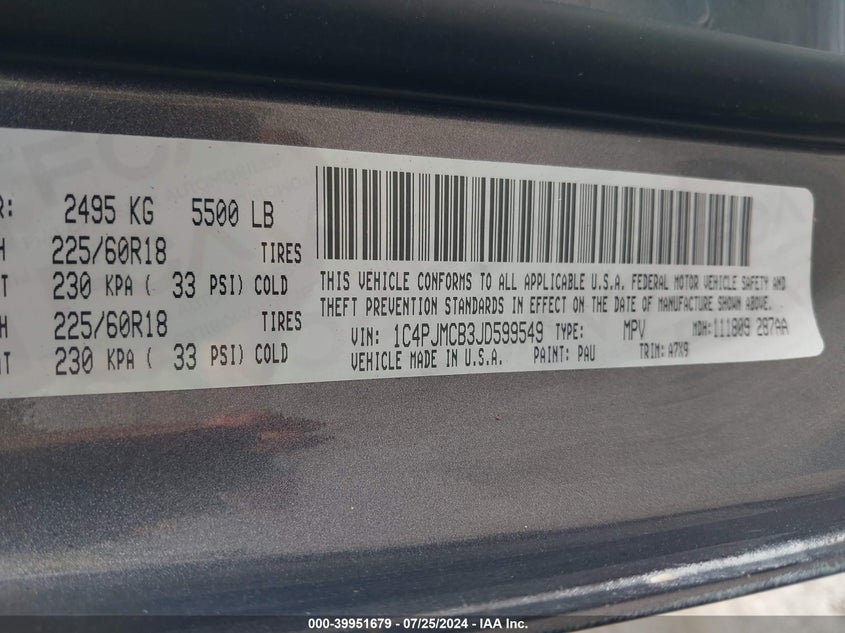 R: 2495 KG 5500 LB
H 225/60R18 TIRES
T 230 KPA ( 33 PSI) COLD
H 225/60R18 TIRES
NT 230 KPA ( 33 PSI) COLD
THIS VEHICLE CONFORMS TO ALL APPLICABLE U.S.A. FEDERAL MOTOR VEHICLE SAFETY AND
THEFT PREVENTION STANDARDS IN EFFECT ON THE DATE OF MANUFACTURE SHOWN ABOVE.
VIN: 1C4PJMCB3JD599549 TYPE: MPV MDH:111809 287AA
VEHICLE MADE IN U.S.A. PAINT: PAU TRIM: A7X9
000-39951679 - 07/25/2024 - IAA Inc.